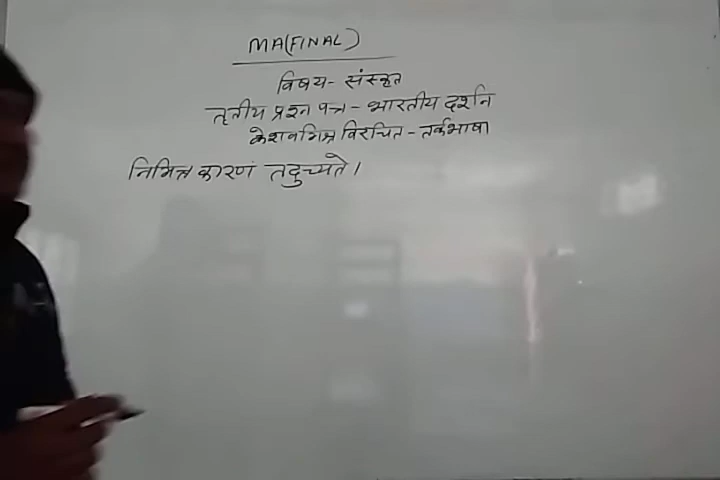 MA(FINAL)
विषय- संस्कृत
तृतीय प्रश्न पत्र - भारतीय दर्शन
केशवमिश्र विरचित - तर्कभाषा
निमित्त कारणं तदुच्यते।